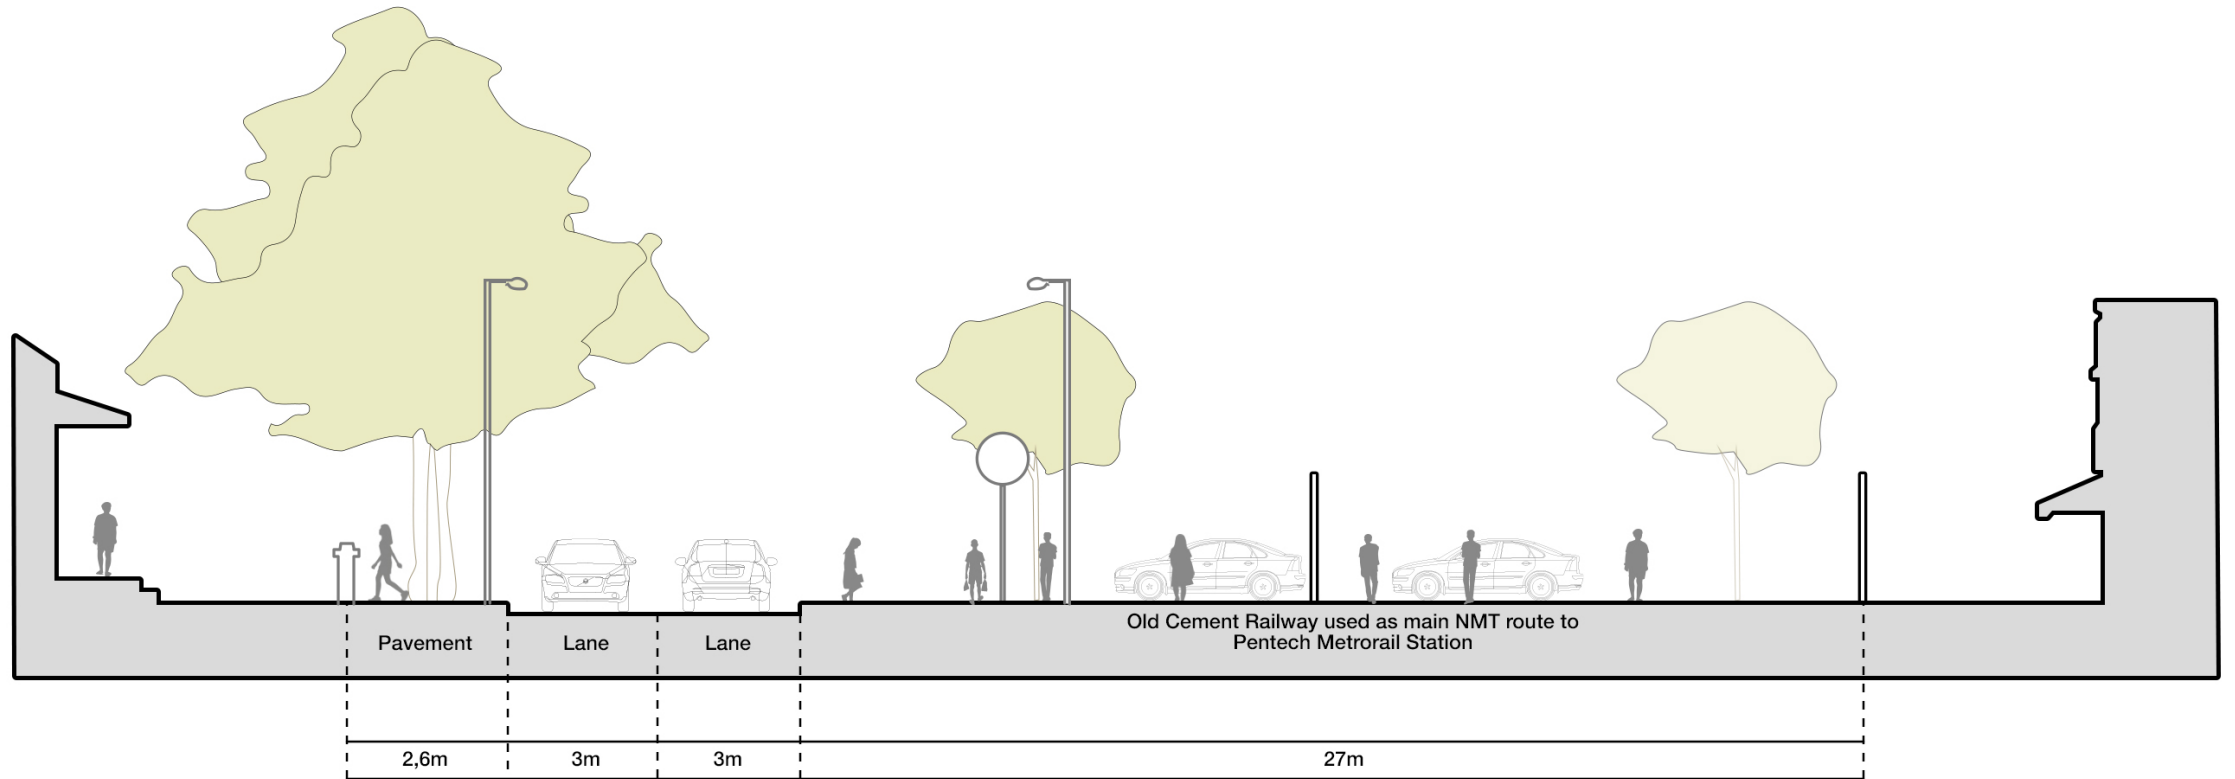 Old Cement Railway used as main NMT route to
Pentech Metrorail Station
Pavement
Lane
Lane
2,6m
3m
3m
27m